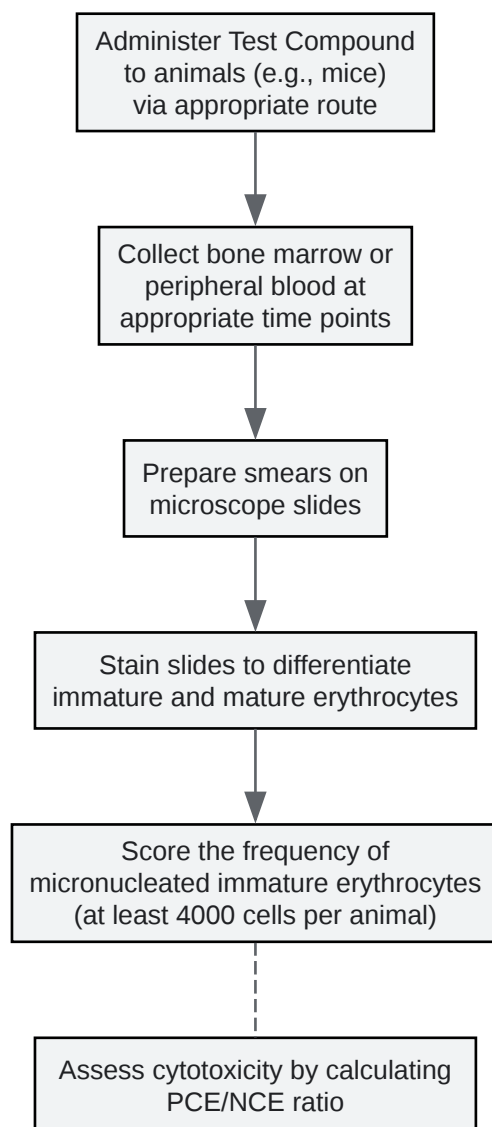 Administer Test Compound
to animals (e.g., mice)
via appropriate route
Collect bone marrow or
peripheral blood at
appropriate time points
Prepare smears on
microscope slides
Stain slides to differentiate
immature and mature erythrocytes
Score the frequency of
micronucleated immature erythrocytes
(at least 4000 cells per animal)
Assess cytotoxicity by calculating
PCE/NCE ratio